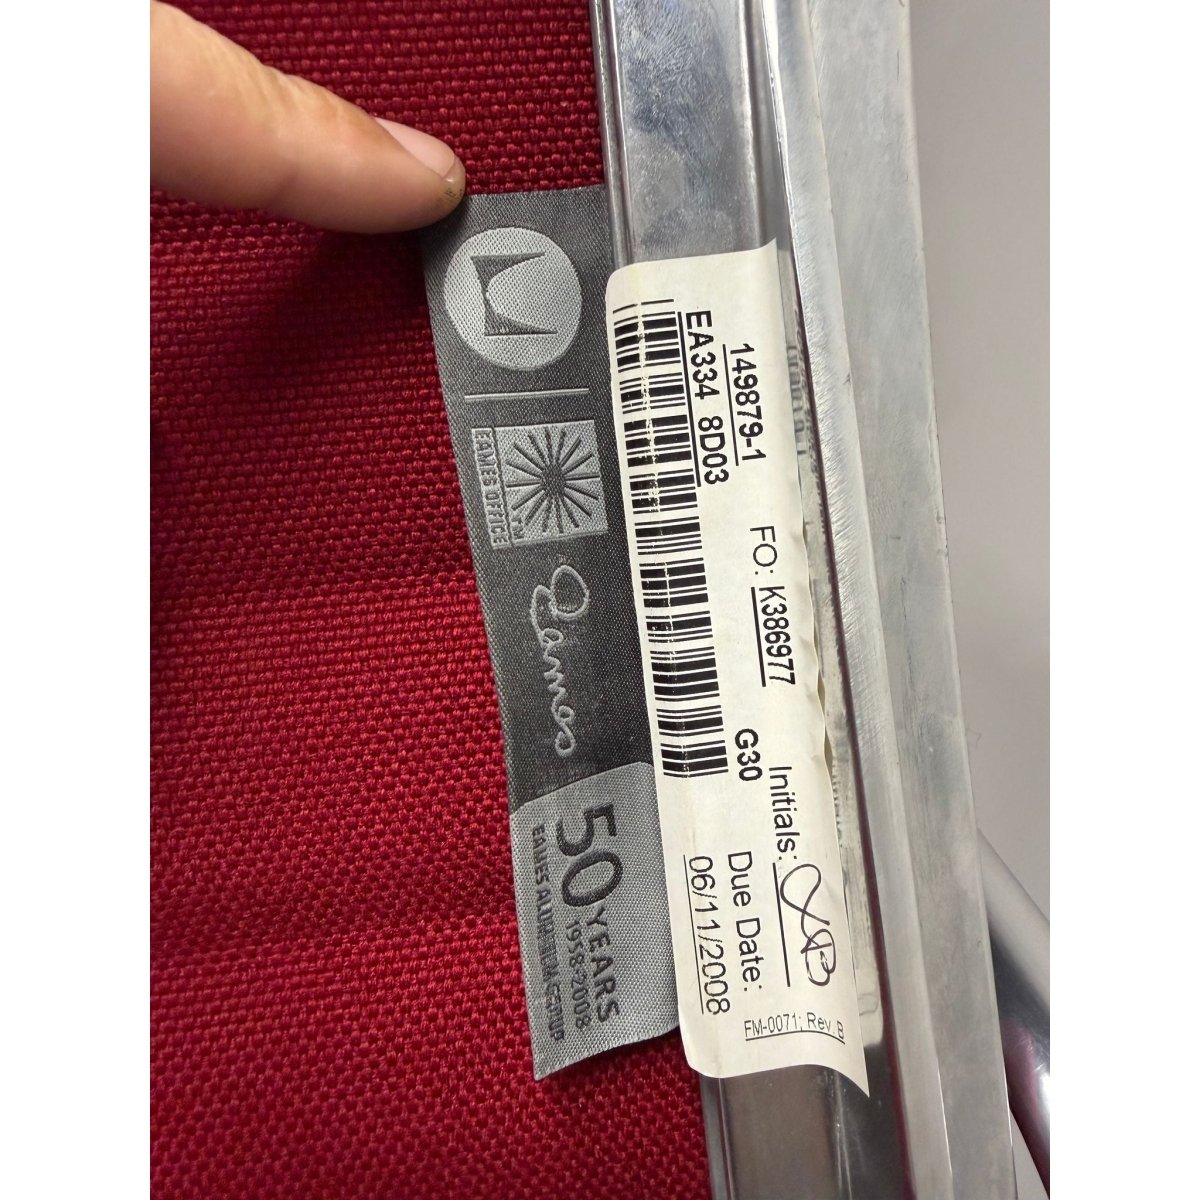 EAMES OFFICE
TM
Eames
50 YEARS
1958-2008
EAMES ALUMINUM GROUP
149879-1
FO: K386977
Initials:
EA334 8D03
G30
Due Date:
06/11/2008
FM-0071; Rev. B